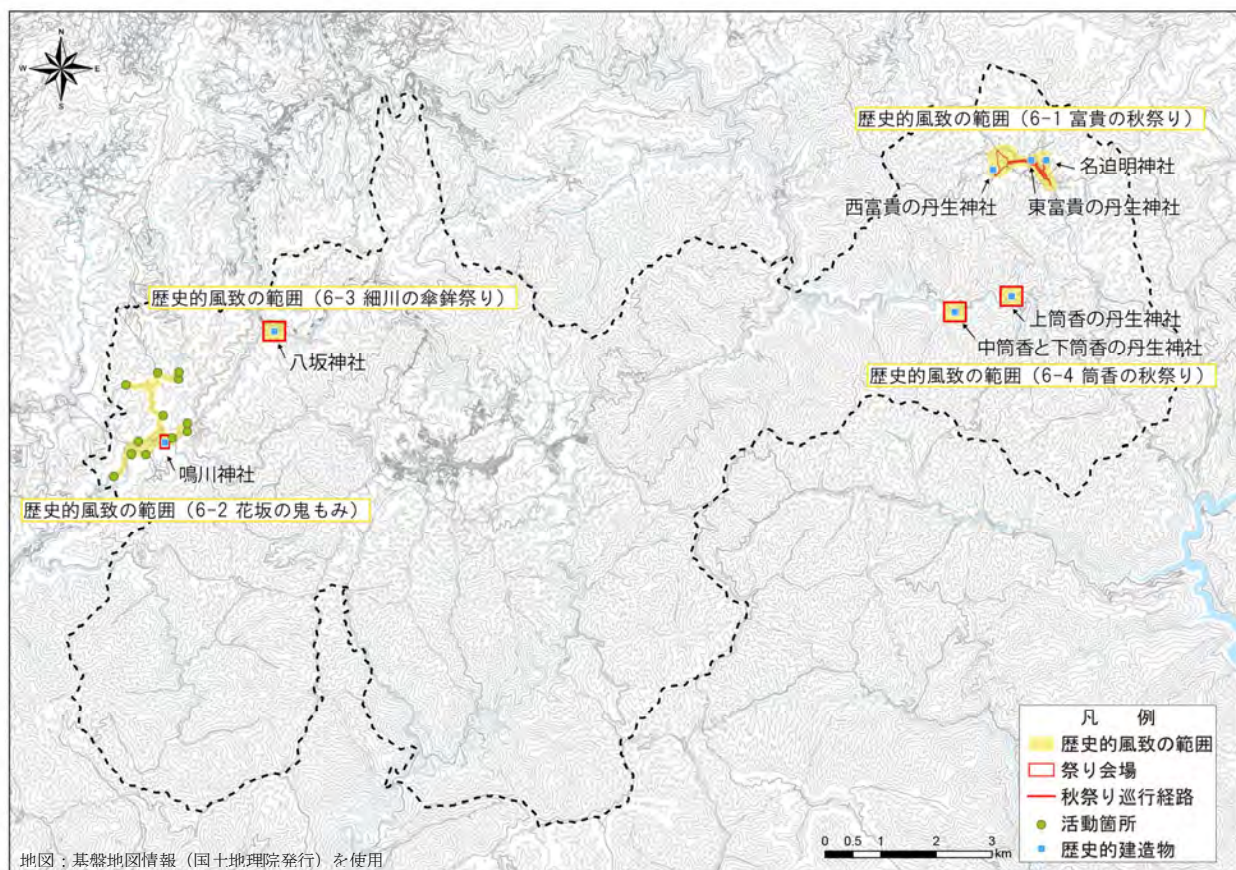 N
W
E
S
歴史的風致の範囲（6-1 富貴の秋祭り）
名迫明神社
西富貴の丹生神社
東富貴の丹生神社
歴史的風致の範囲（6-3 細川の傘鉾祭り）
八坂神社
上筒香の丹生神社
中筒香と下筒香の丹生神社
歴史的風致の範囲（6-4 筒香の秋祭り）
鳴川神社
歴史的風致の範囲（6-2 花坂の鬼もみ）
凡　例
歴史的風致の範囲
祭り会場
秋祭り巡行経路
活動箇所
歴史的建造物
0 0.5 1 2 3
km
地図：基盤地図情報（国土地理院発行）を使用